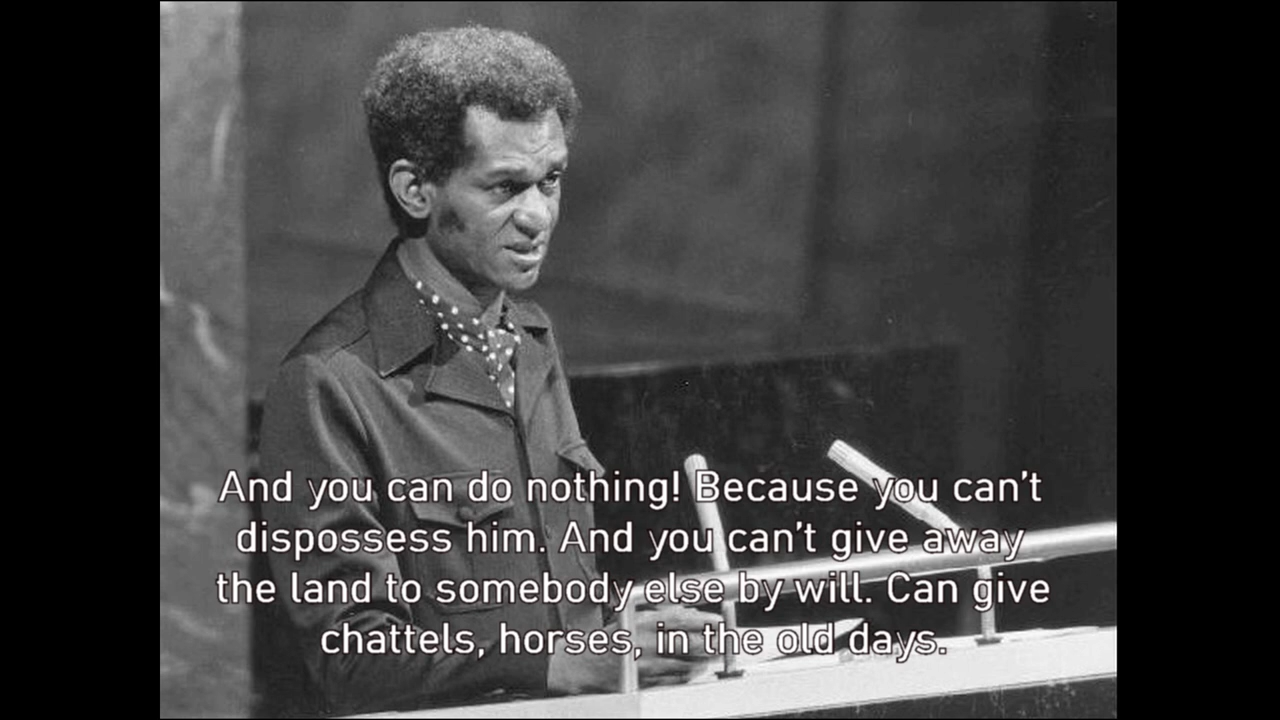 And you can do nothing! Because you can't
dispossess him. And you can't give away
the land to somebody else by will. Can give
chattels, horses, in the old days.